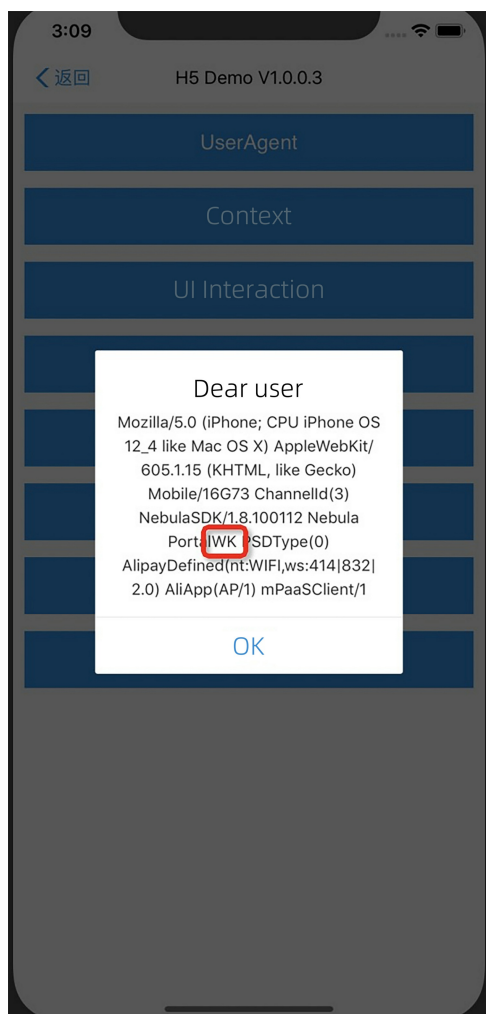 3:09
返回
H5 Demo V1.0.0.3
UserAgent
Context
UI Interaction
Dear user
Mozilla/5.0 (iPhone; CPU iPhone OS
12_4 like Mac OS X) AppleWebKit/
605.1.15 (KHTML, like Gecko)
Mobile/16G73 ChannelId(3)
NebulaSDK/1.8.100112 Nebula
PortalWK PSDType(0)
AlipayDefined(nt:WIFI,ws:414|832|
2.0) AliApp(AP/1) mPaaSClient/1
OK